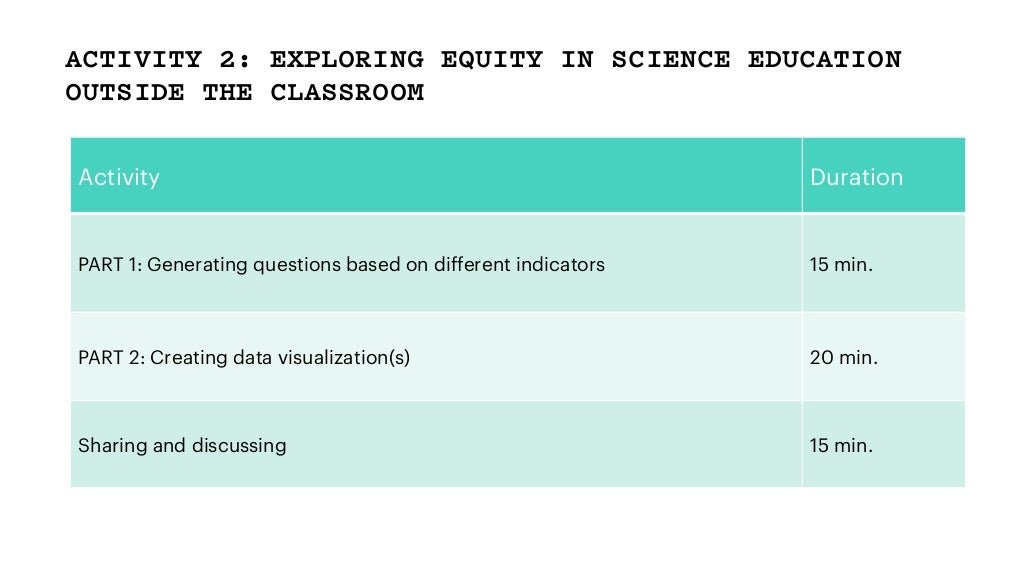 ACTIVITY 2: EXPLORING EQUITY IN SCIENCE EDUCATION
OUTSIDE THE CLASSROOM
Activity Duration
PART 1: Generating questions based on different indicators 15 min.
PART 2: Creating data visualization(s) 20 min.
Sharing and discussing 15 min.